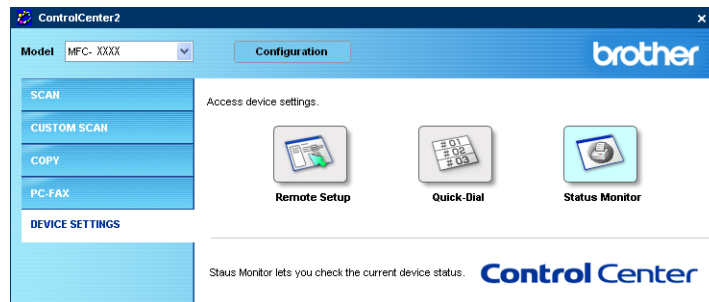 ControlCenter2
Model MFC- XXXX Configuration brother
SCAN
Access device settings.
CUSTOM SCAN
COPY
#01
#02
#03
PC-FAX
Remote Setup Quick-Dial Status Monitor
DEVICE SETTINGS
Staus Monitor lets you check the current device status. Control Center